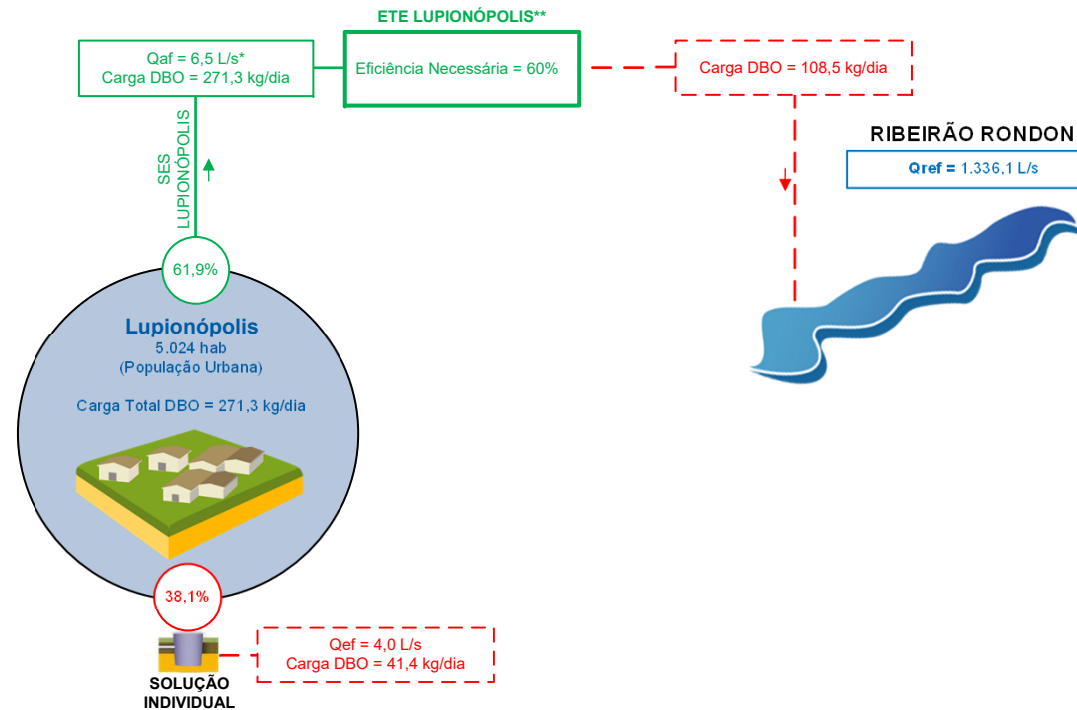 ETE LUPIONÓPOLIS**
Qaf = 6,5 L/s*
Carga DBO = 271,3 kg/dia
Eficiência Necessária = 60%
Carga DBO = 108,5 kg/dia
RIBEIRÃO RONDON
Qref = 1.336,1 L/s
SES
LUPIONÓPOLIS
61,9%
Lupionópolis
5.024 hab
(População Urbana)
Carga Total DBO = 271,3 kg/dia
38,1%
Qef = 4,0 L/s
Carga DBO = 41,4 kg/dia
SOLUÇÃO
INDIVIDUAL